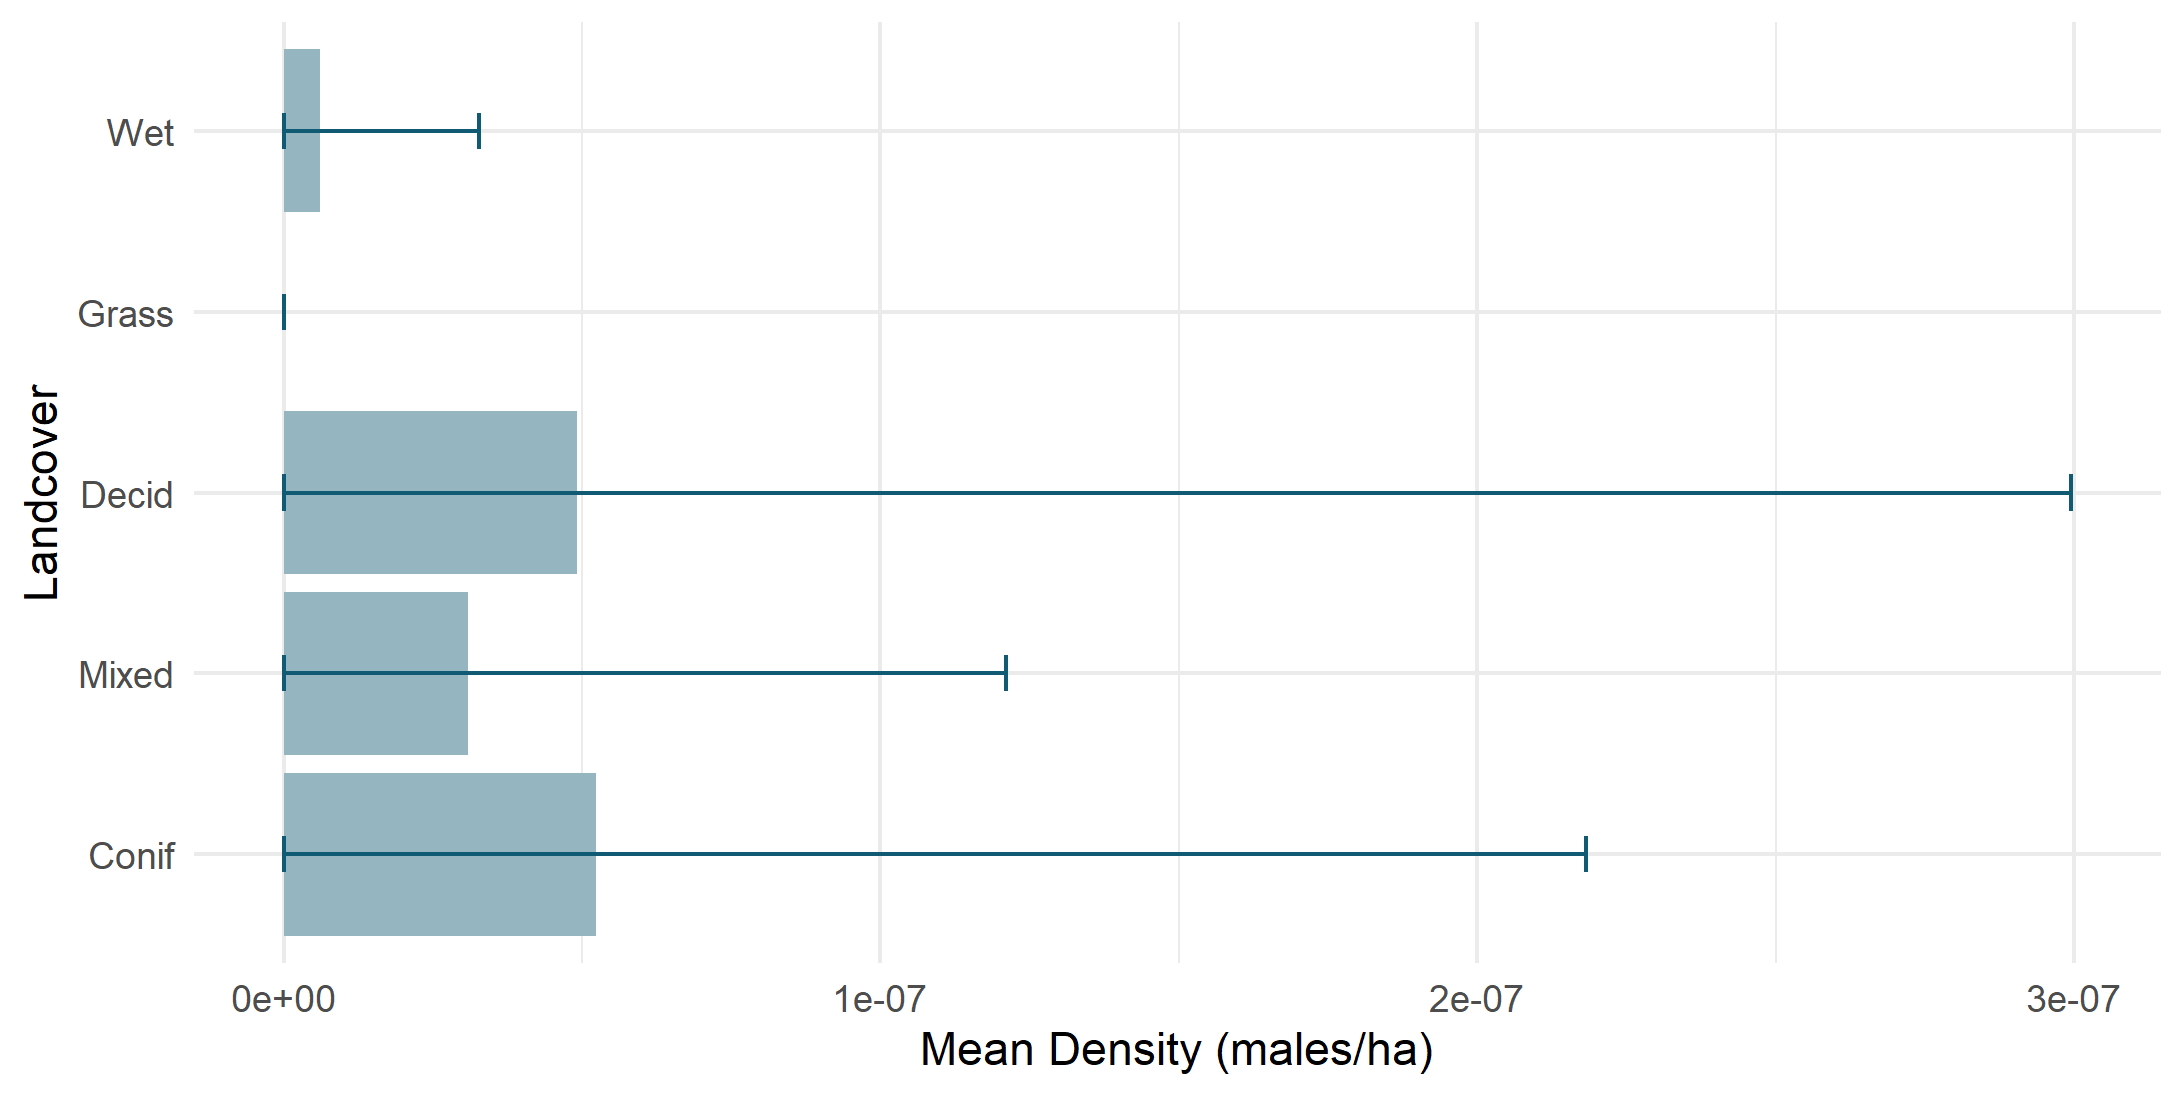 Landcover
Wet
Grass
Decid
Mixed
Conif
0e+00 1e-07 2e-07 3e-07
Mean Density (males/ha)